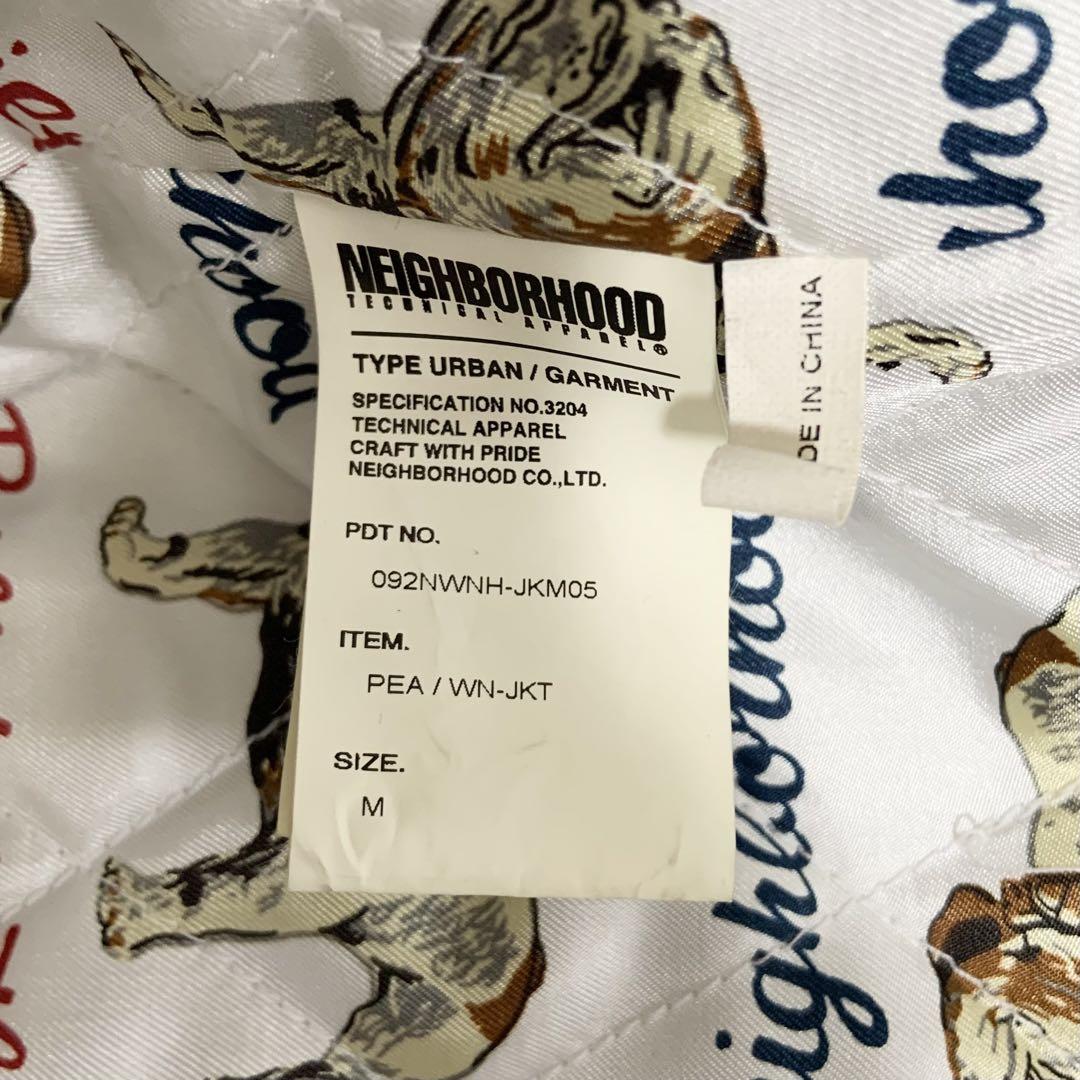 NEIGHBORHOOD
TECHNICAL APPAREL®
TYPE URBAN / GARMENT
SPECIFICATION NO.3204
TECHNICAL APPAREL
CRAFT WITH PRIDE
NEIGHBORHOOD CO.,LTD.
PDT NO.
092NWNH-JKM05
ITEM.
PEA / WN-JKT
SIZE.
M
DE IN CHINA